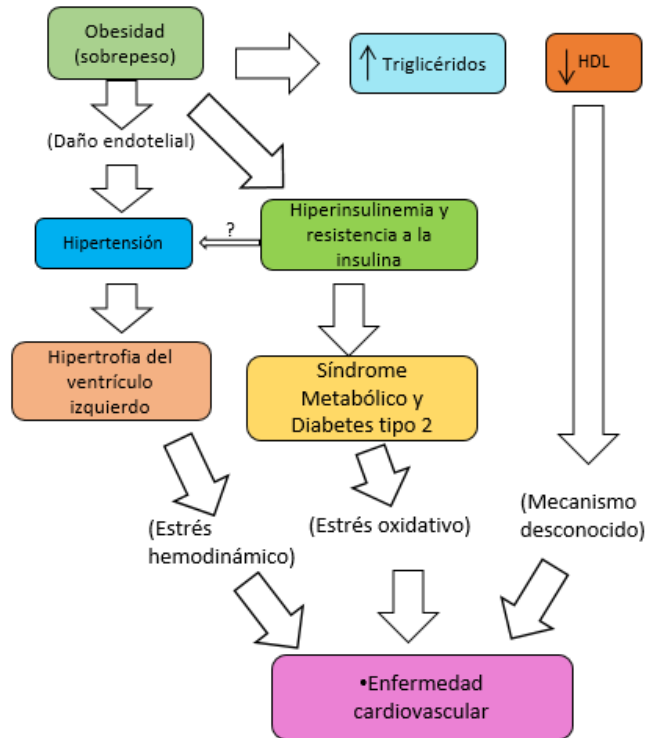 Obesidad
(sobrepeso)
↑ Triglicéridos
↓ HDL
(Daño endotelial)
Hipertensión
?
Hiperinsulinemia y
resistencia a la
insulina
Hipertrofia del
ventrículo
izquierdo
Síndrome
Metabólico y
Diabetes tipo 2
(Estrés
hemodinámico)
(Estrés oxidativo)
(Mecanismo
desconocido)
•Enfermedad
cardiovascular